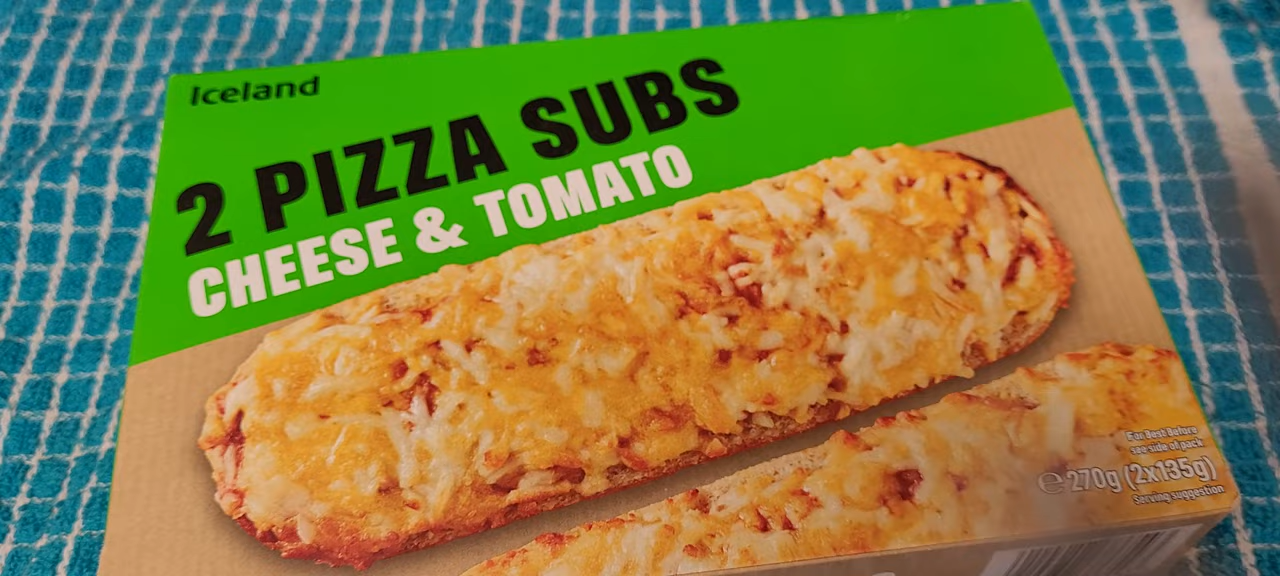 Iceland
2 PIZZA SUBS
CHEESE & TOMATO
For Best Before
see side of pack
℮ 270g (2x135g)
Serving suggestion